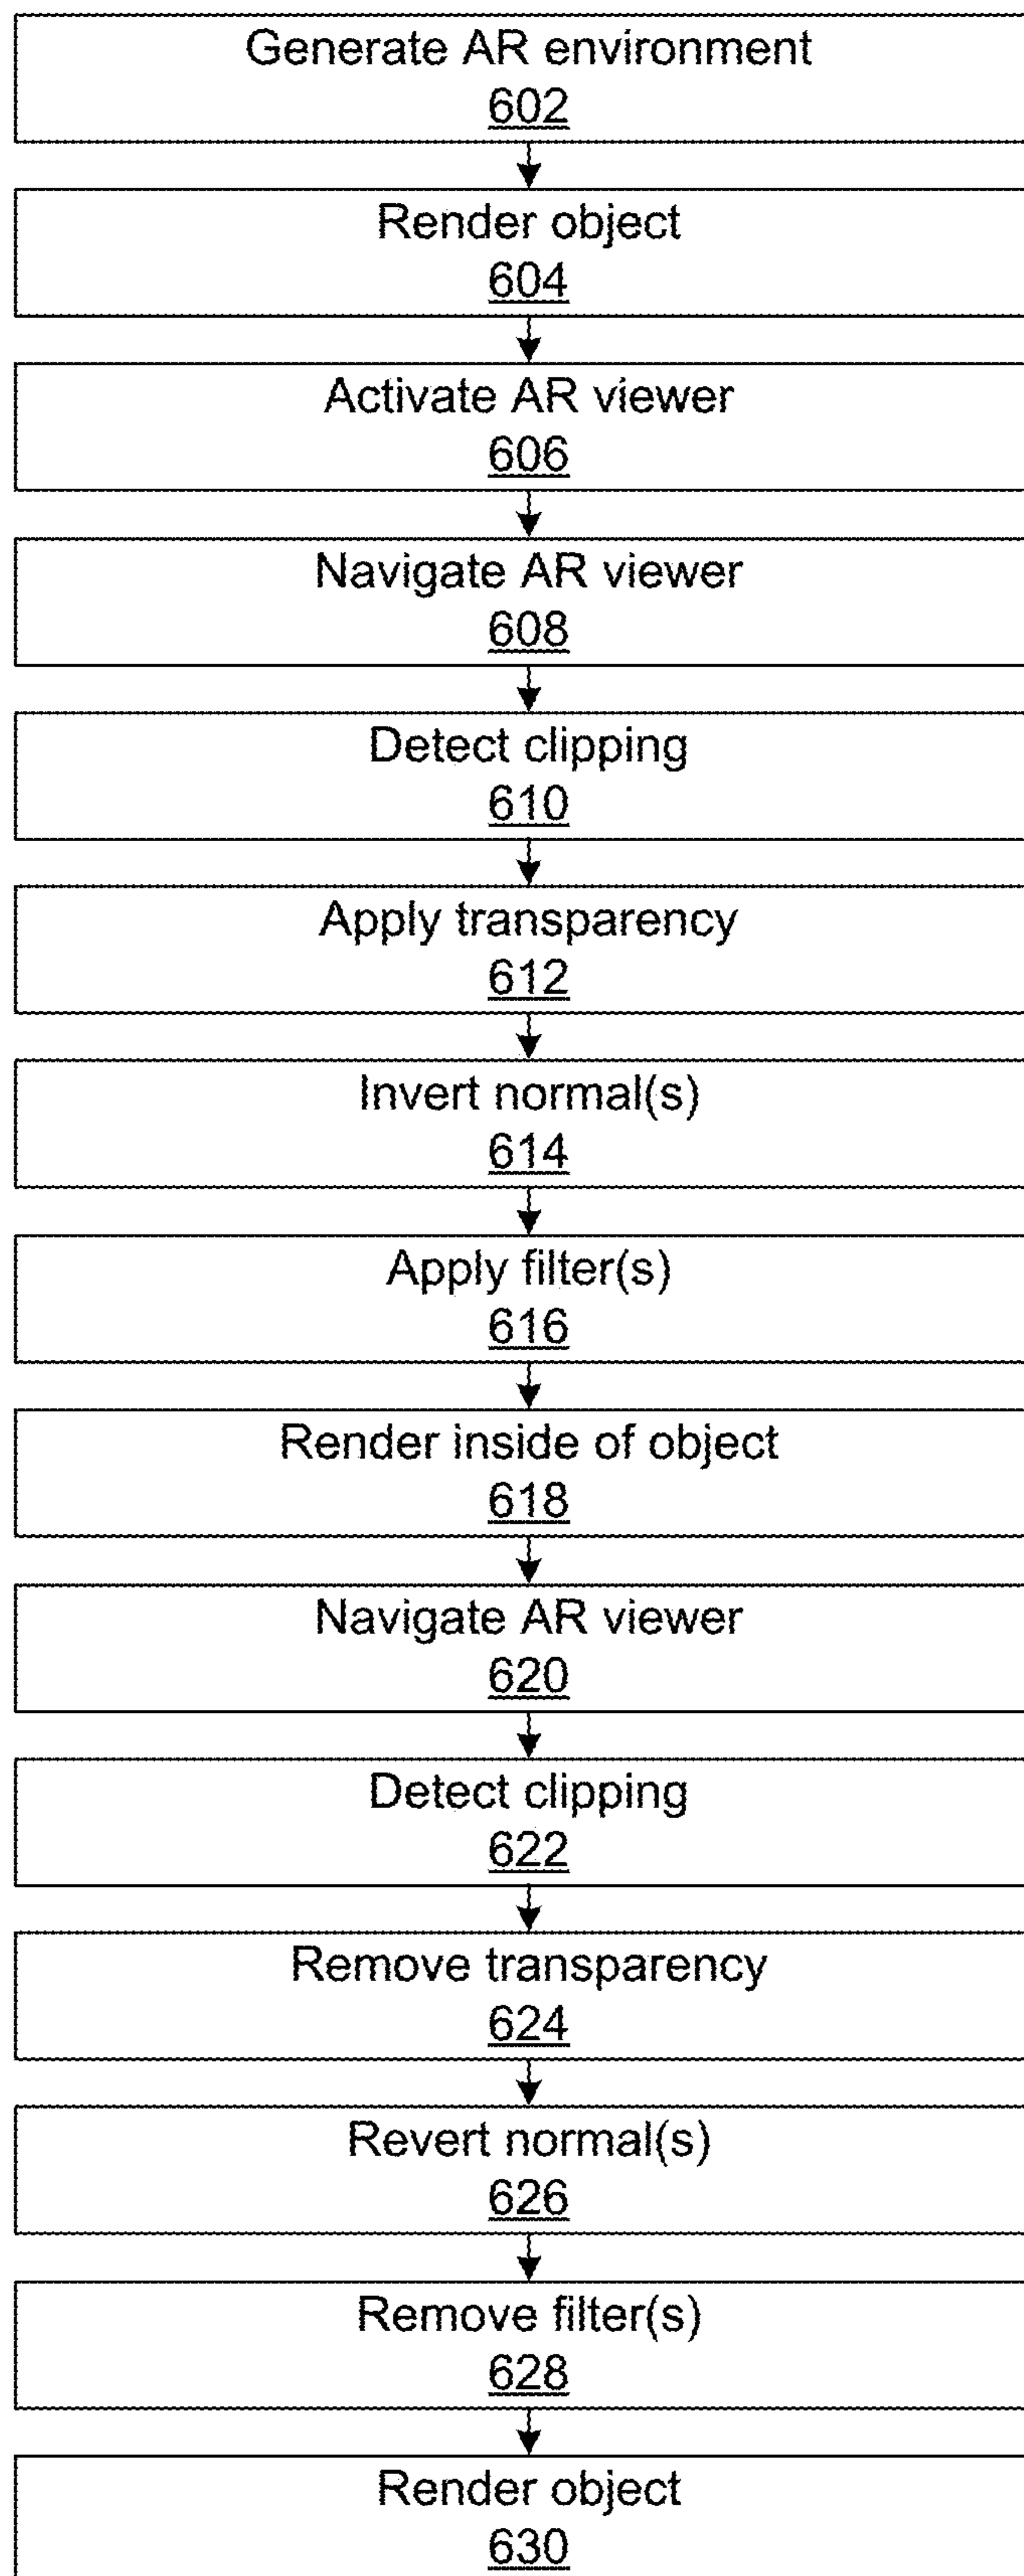 Generate AR environment
602
Render object
604
Activate AR viewer
606
Navigate AR viewer
608
Detect clipping
610
Apply transparency
612
Invert normal(s)
614
Apply filter(s)
616
Render inside of object
618
Navigate AR viewer
620
Detect clipping
622
Remove transparency
624
Revert normal(s)
626
Remove filter(s)
628
Render object
630